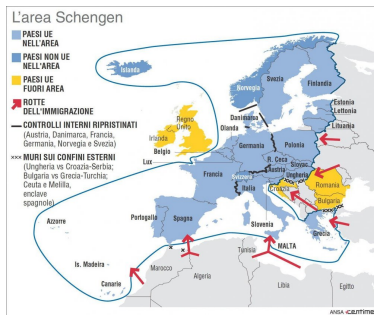 L'area Schengen
PAESI UE
NELL'AREA
PAESI NON UE
NELL'AREA
PAESI UE
FUORI AREA
ROTTE
DELL'IMMIGRAZIONE
CONTROLLI INTERNI RIPRISTINATI
(Austria, Danimarca, Francia,
Germania, Norvegia e Svezia)
xxx MURI SUI CONFINI ESTERNI
(Ungheria vs Croazia-Serbia;
Bulgaria vs Grecia-Turchia;
Ceuta e Melilla,
enclave
spagnole)
Islanda
Norvegia
Svezia
Finlandia
Estonia
Lettonia
Lituania
Danimarca
Olanda
Regno
Unito
Irlanda
Belgio
Lux
Germania
Polonia
R. Ceca
Slovac
Austria
Ungheria
Francia
Svizzera
Italia
Croazia
Romania
Bulgaria
Slovenia
Grecia
Portogallo
Spagna
MALTA
Azzorre
Is. Madeira
Canarie
Marocco
Algeria
Tunisia
Libia
Egitto
ANSA centimetri